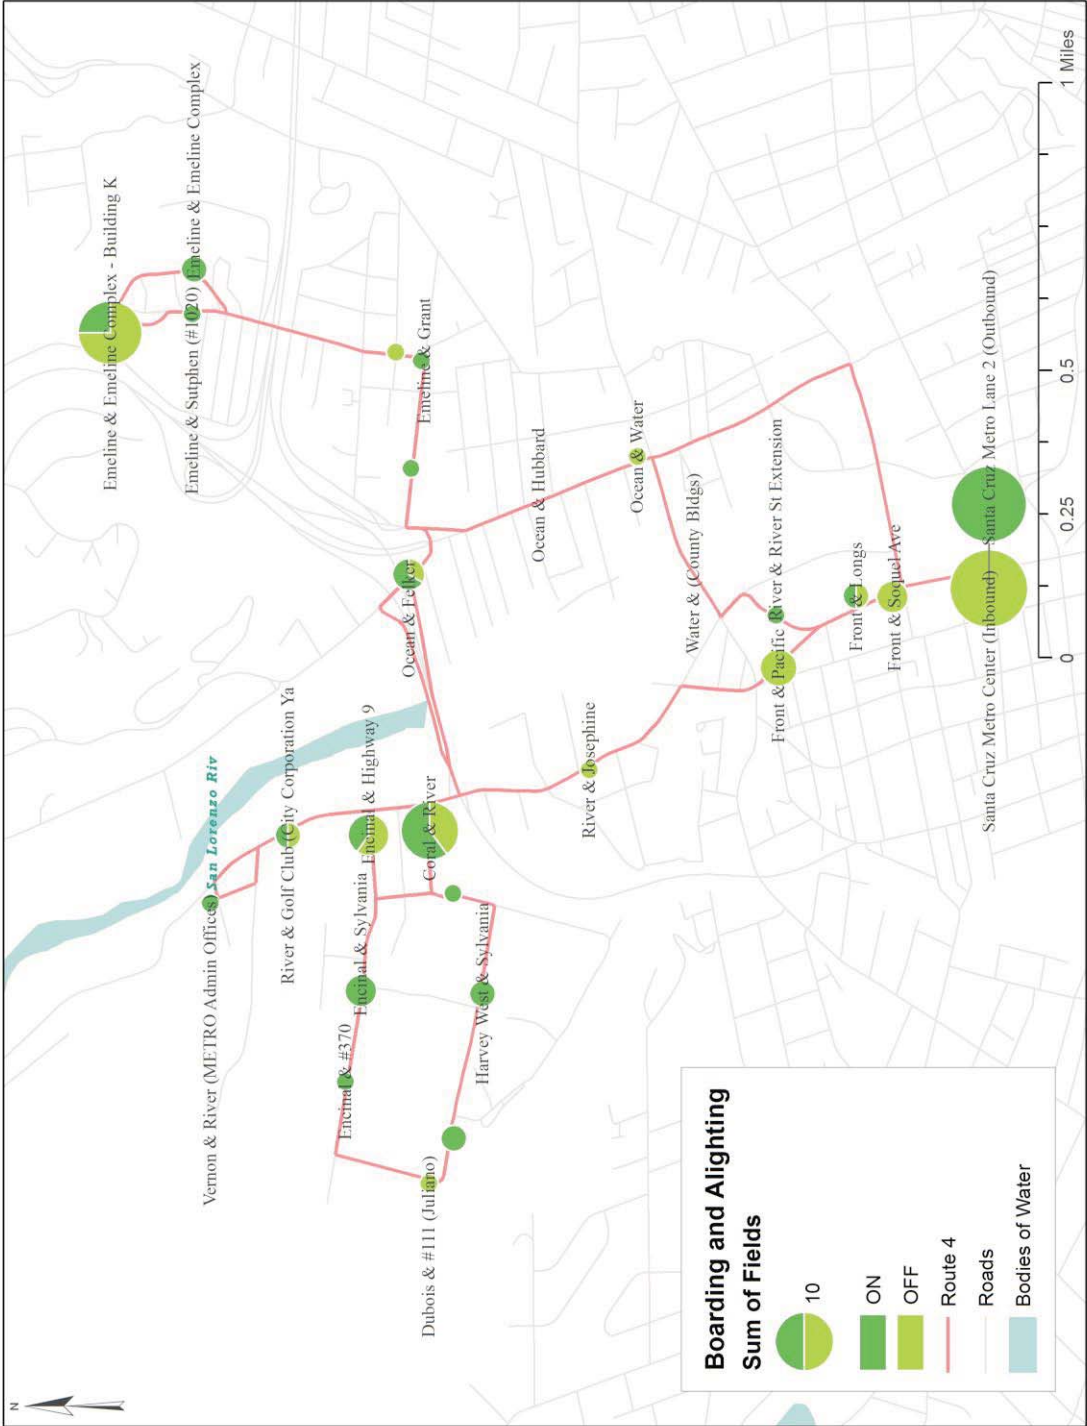 N
Emeline & Emeline Complex - Building K
Emeline & Sutphen (#1020)
Emeline & Emeline Complex
Emeline & Grant
Ocean & Hubbard
Ocean & Felker
Ocean & Water
Water & (County Bldgs)
River & River St Extension
Front & Pacific
Front & Longs
Front & Soquel Ave
Santa Cruz Metro Center (Inbound)
Santa Cruz Metro Lane 2 (Outbound)
River & Josephine
San Lorenzo Riv
Vernon & River (METRO Admin Offices)
River & Golf Club (City Corporation Ya
Encinal & Highway 9
Coral & River
Encinal & Sylvania
Encinal & #370
Harvey West & Sylvania
Dubois & #111 (Juliano)
Boarding and Alighting
Sum of Fields
10
ON
OFF
Route 4
Roads
Bodies of Water
0 0.25 0.5 1 Miles